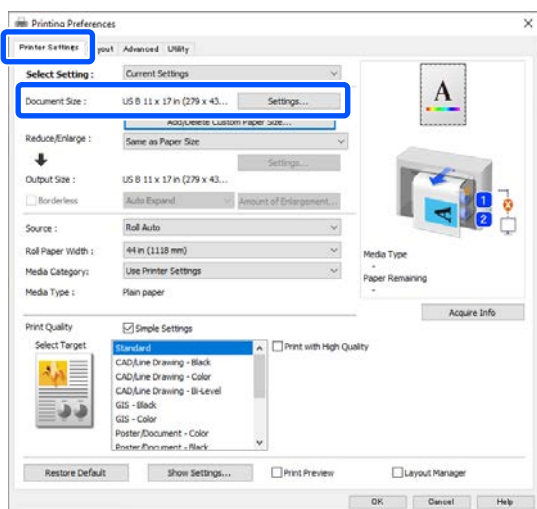 Printing Preferences
Printer Settings yout Advanced Utility
Select Setting : Current Settings
Document Size : US B 11 x 17 in (279 x 43... Settings...
Add/Delete Custom Paper Size...
Reduce/Enlarge : Same as Paper Size
Settings...
Output Size : US B 11 x 17 in (279 x 43...
Borderless Auto Expand Amount of Enlargement...
Source : Roll Auto
Roll Paper Width : 44 in (1118 mm)
Media Category: Use Printer Settings
Media Type : Plain paper
A
A
1
2
Media Type
-
Paper Remaining
-
Acquire Info
Print Quality Simple Settings
Select Target
Standard
CAD/Line Drawing - Black
CAD/Line Drawing - Color
CAD/Line Drawing - Bi-Level
GIS - Black
GIS - Color
Poster/Document - Color
Poster/Document - Black
Print with High Quality
Restore Default Show Settings... Print Preview Layout Manager
OK Cancel Help